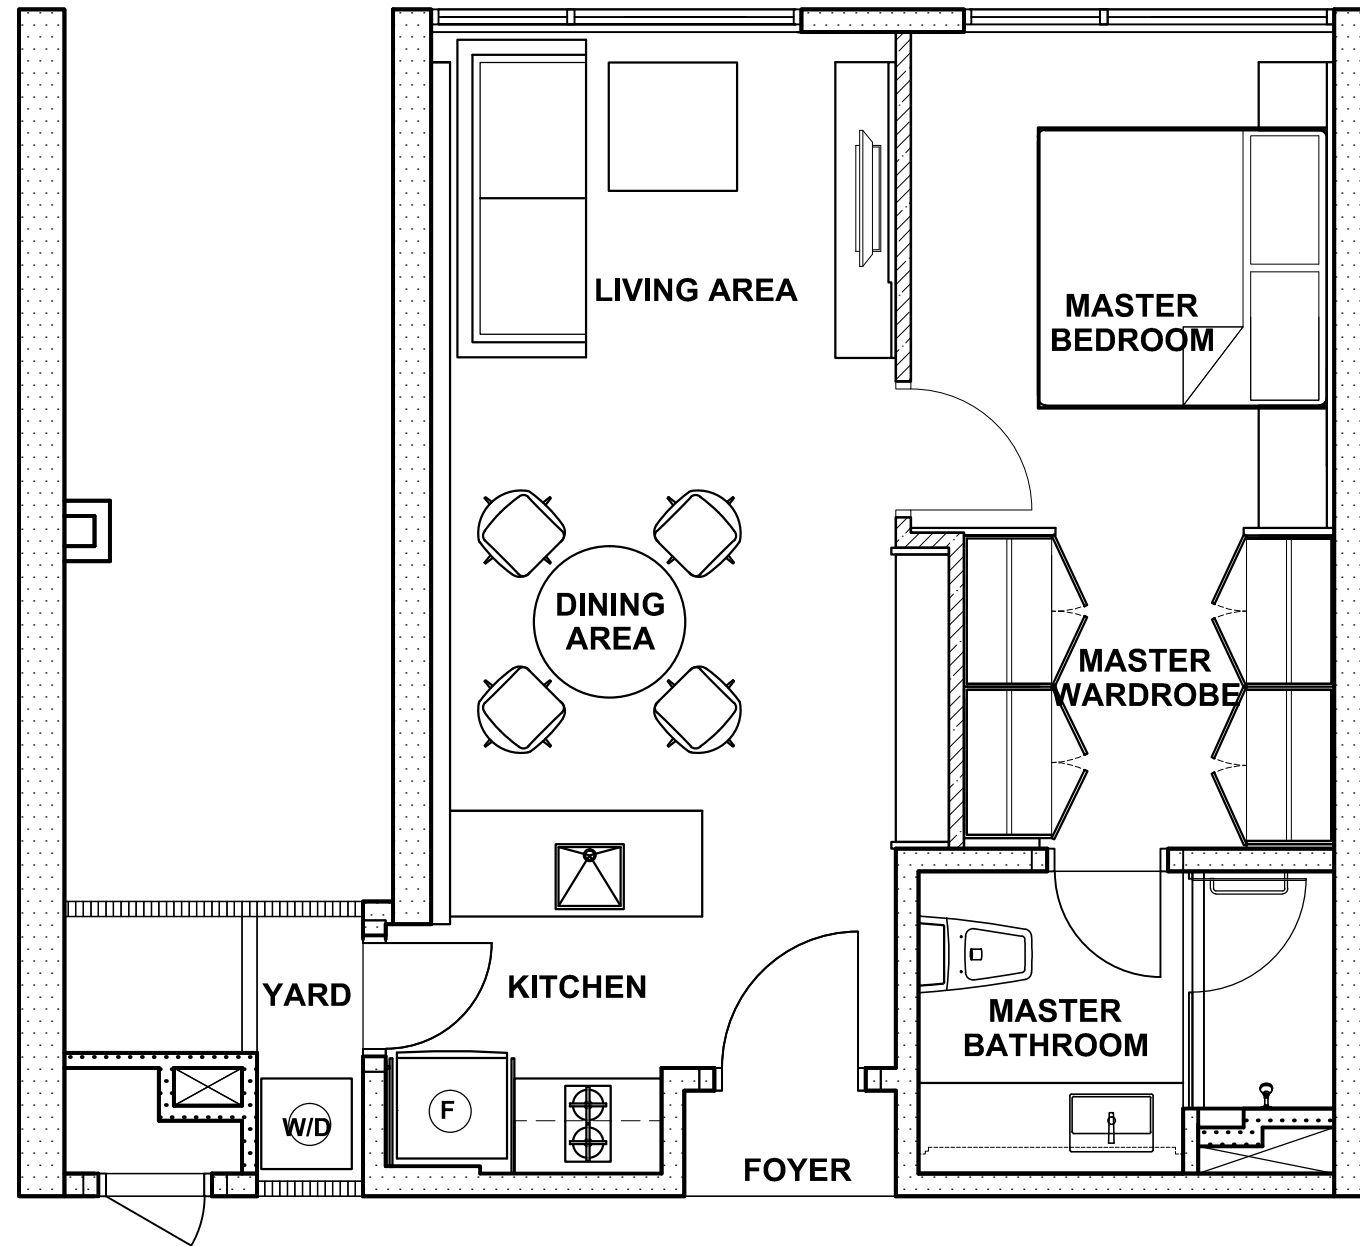 LIVING AREA
MASTER
BEDROOM
DINING
AREA
MASTER
WARDROBE
YARD
KITCHEN
MASTER
BATHROOM
F
W/D
FOYER